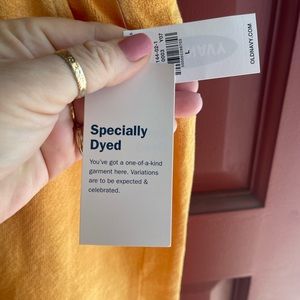 OLDNAVY.COM
L
Specially
Dyed
You've got a one-of-a-kind
garment here. Variations
are to be expected &
celebrated.